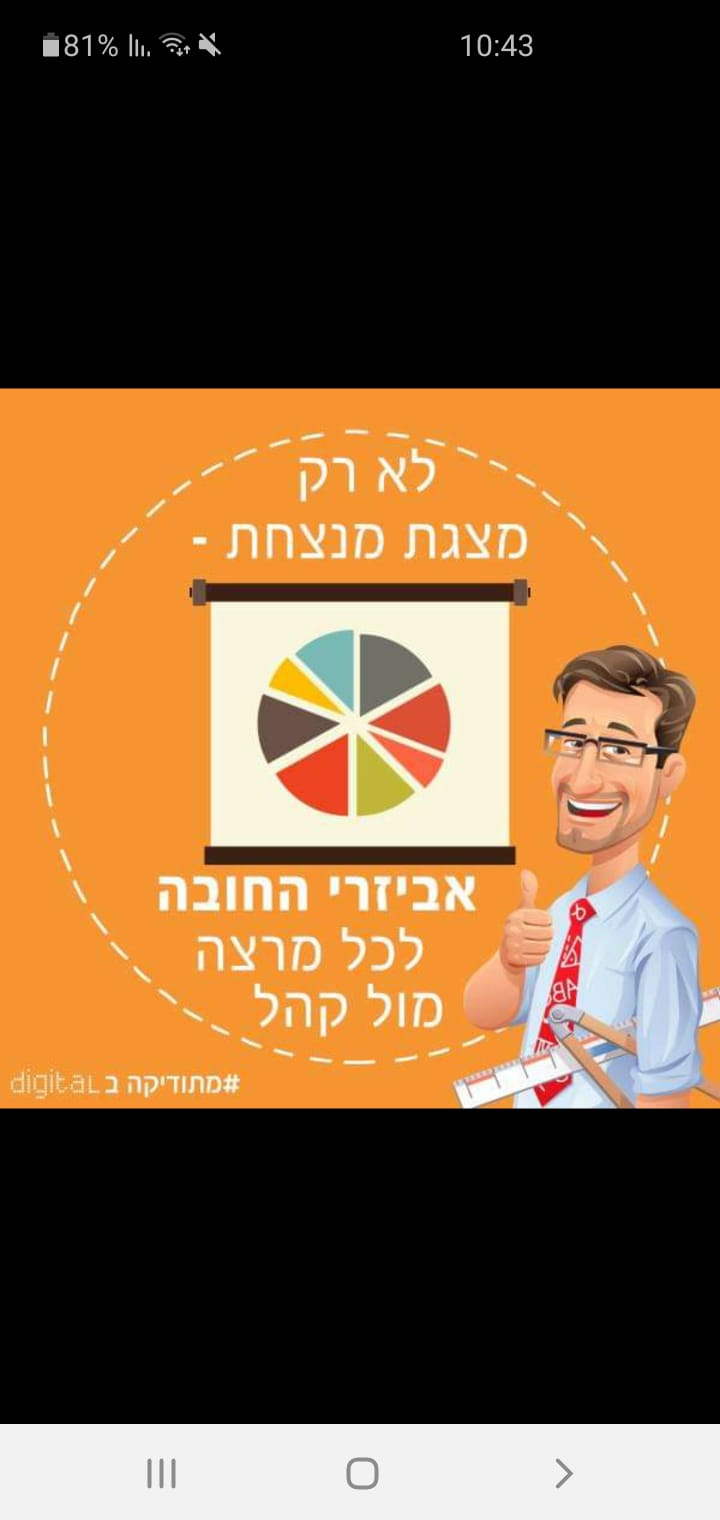 81%
10:43
לא רק
מצגת מנצחת -
אביזרי החובה
לכל מרצה
מול קהל
#מתודיקה ב digital